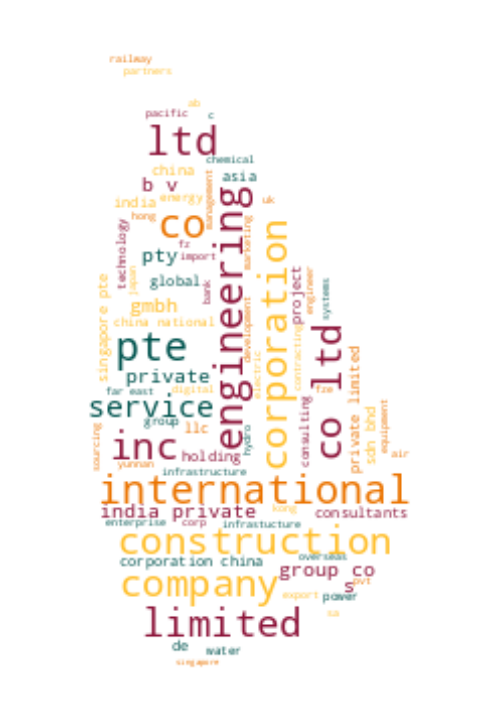 railway
partners
ab
pacific
c
ltd
chemical
china
asia
b v
management
energy
india
uk
hong
co
engineering
technology
marketing
fz
pty
import
corporation
japan
global
bank
project
engineer
systems
singapore pte
gmbh
china national
development
contracting
co ltd
pte
electric
private
private limited
far east
digital
fze
service
consulting
sdn bhd
equipment
group
llc
hydro
sourcing
inc
holding
air
yunnan
infrastructure
international
india private
kong
consultants
enterprise
corp
infrastucture
construction
corporation china
overseas
group co
company
s
pvt
export
power
limited
sa
de
water
singapore